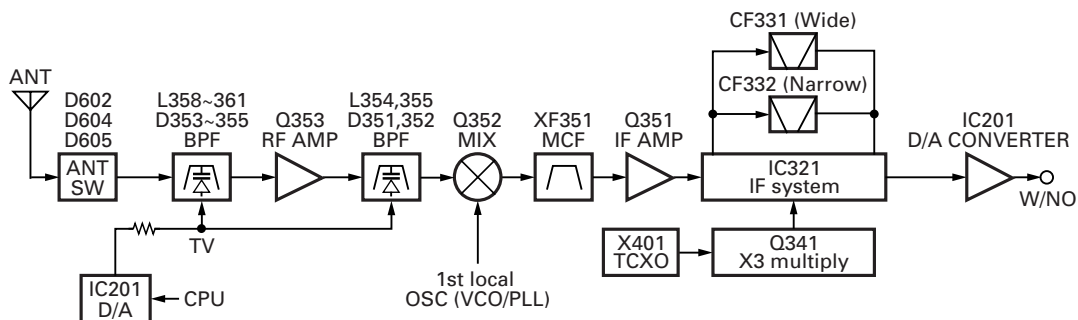 CF331 (Wide)
CF332 (Narrow)
ANT
D602
D604
D605
ANT
SW
L358~361
D353~355
BPF
Q353
RF AMP
L354,355
D351,352
BPF
Q352
MIX
XF351
MCF
Q351
IF AMP
IC321
IF system
IC201
D/A CONVERTER
W/NO
TV
X401
TCXO
Q341
X3 multiply
IC201
D/A
CPU
1st local
OSC (VCO/PLL)